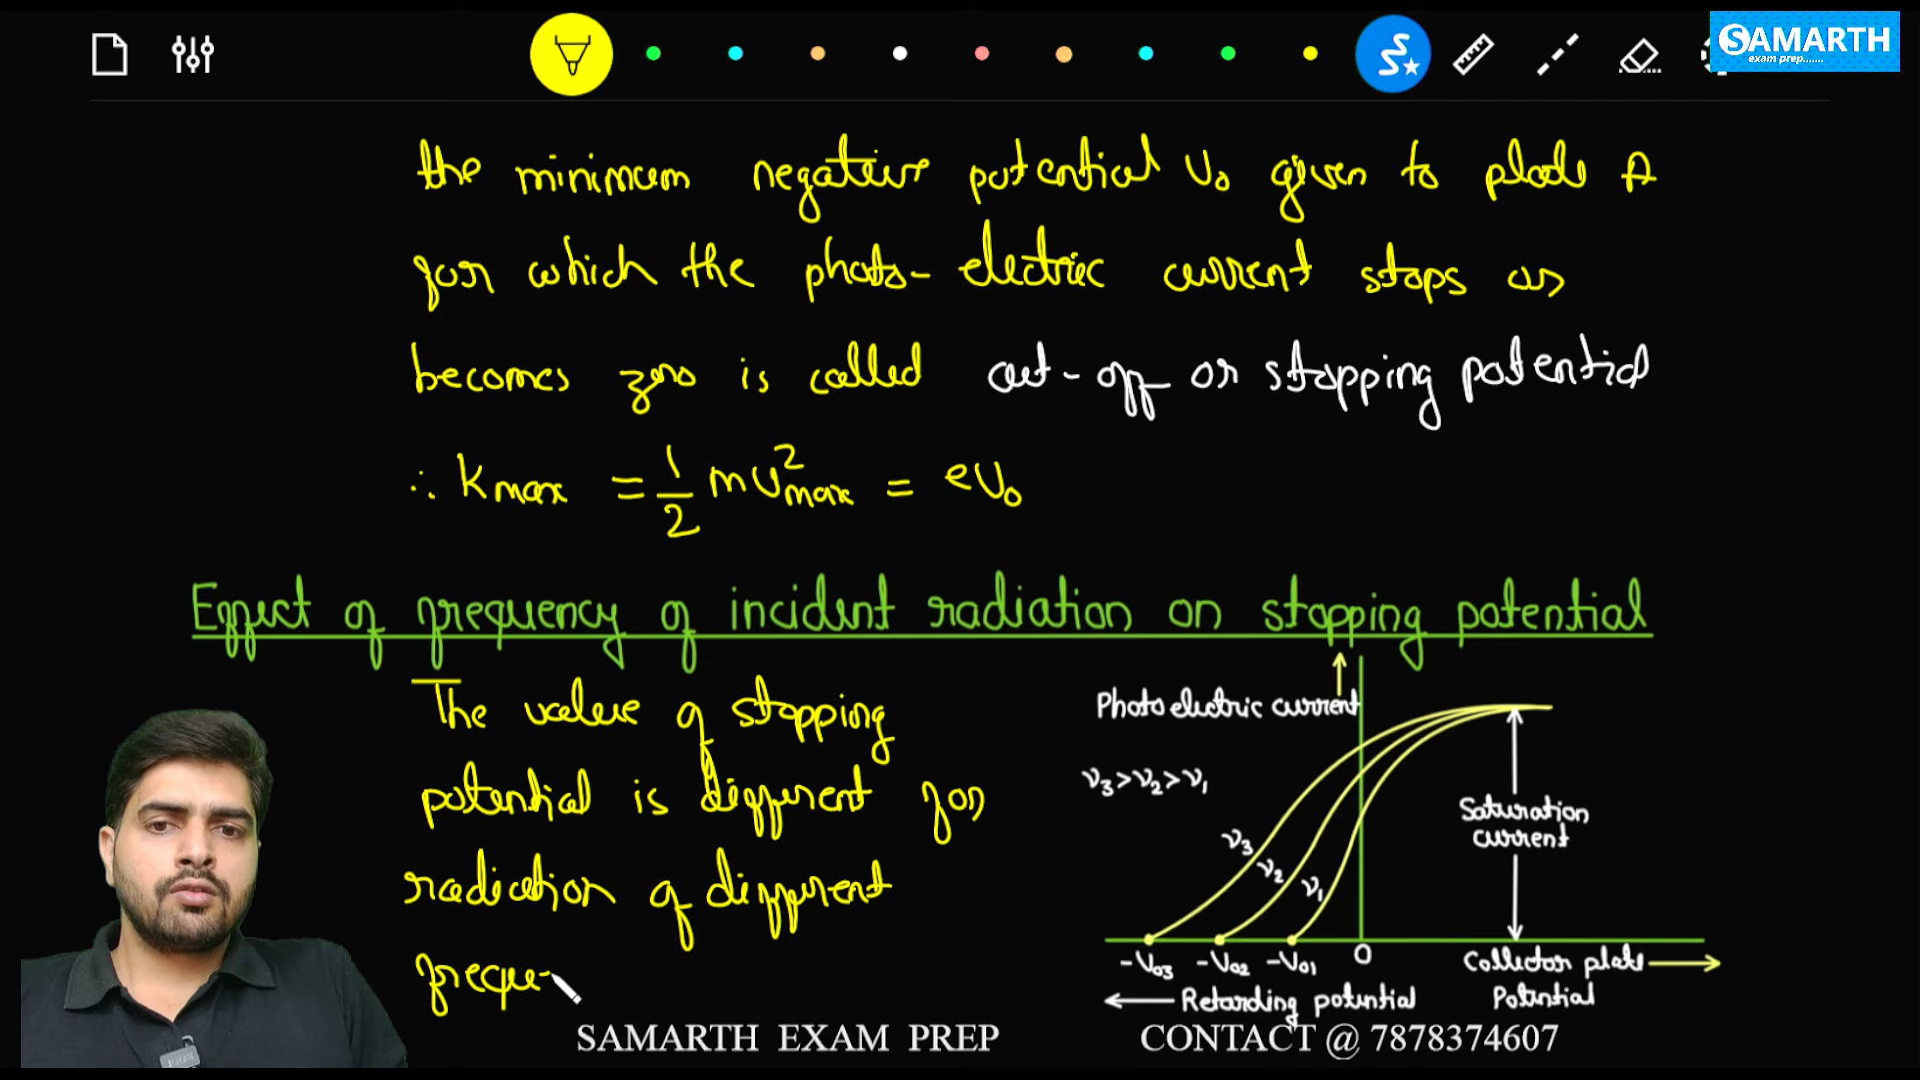 SAMARTH
exam prep.......
the minimum negative potential V₀ given to plate A
for which the photo-electric current stops or
becomes zero is called cut-off or stopping potential
∴ Kmax = 1/2 mv²max = eV₀
Effect of frequency of incident radiation on stopping potential
The value of stopping
potential is different for
radiation of different
freque-
Photo electric current
ν₃>ν₂>ν₁
ν₃
ν₂
ν₁
Saturation
current
-V₀₃ -V₀₂ -V₀₁ 0
Collector plate
Potential
Retarding potential
SAMARTH EXAM PREP CONTACT @ 7878374607